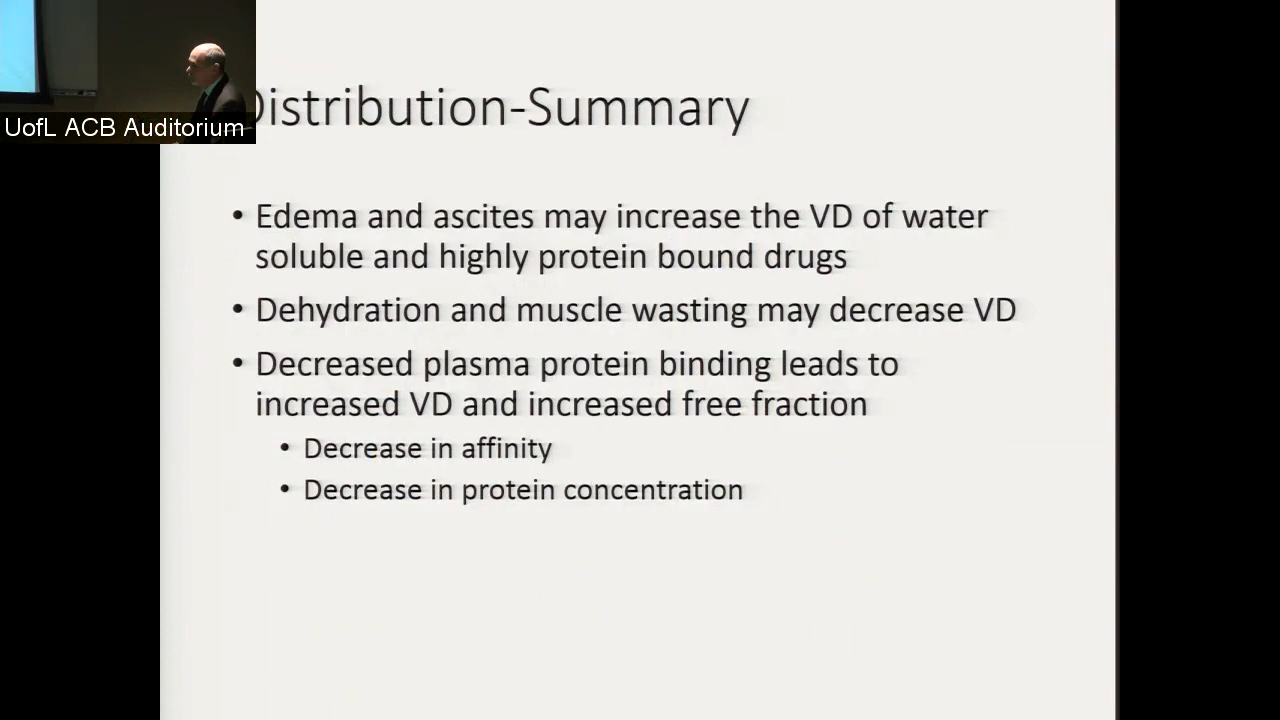 Distribution-Summary
UofL ACB Auditorium
• Edema and ascites may increase the VD of water
soluble and highly protein bound drugs
• Dehydration and muscle wasting may decrease VD
• Decreased plasma protein binding leads to
increased VD and increased free fraction
• Decrease in affinity
• Decrease in protein concentration